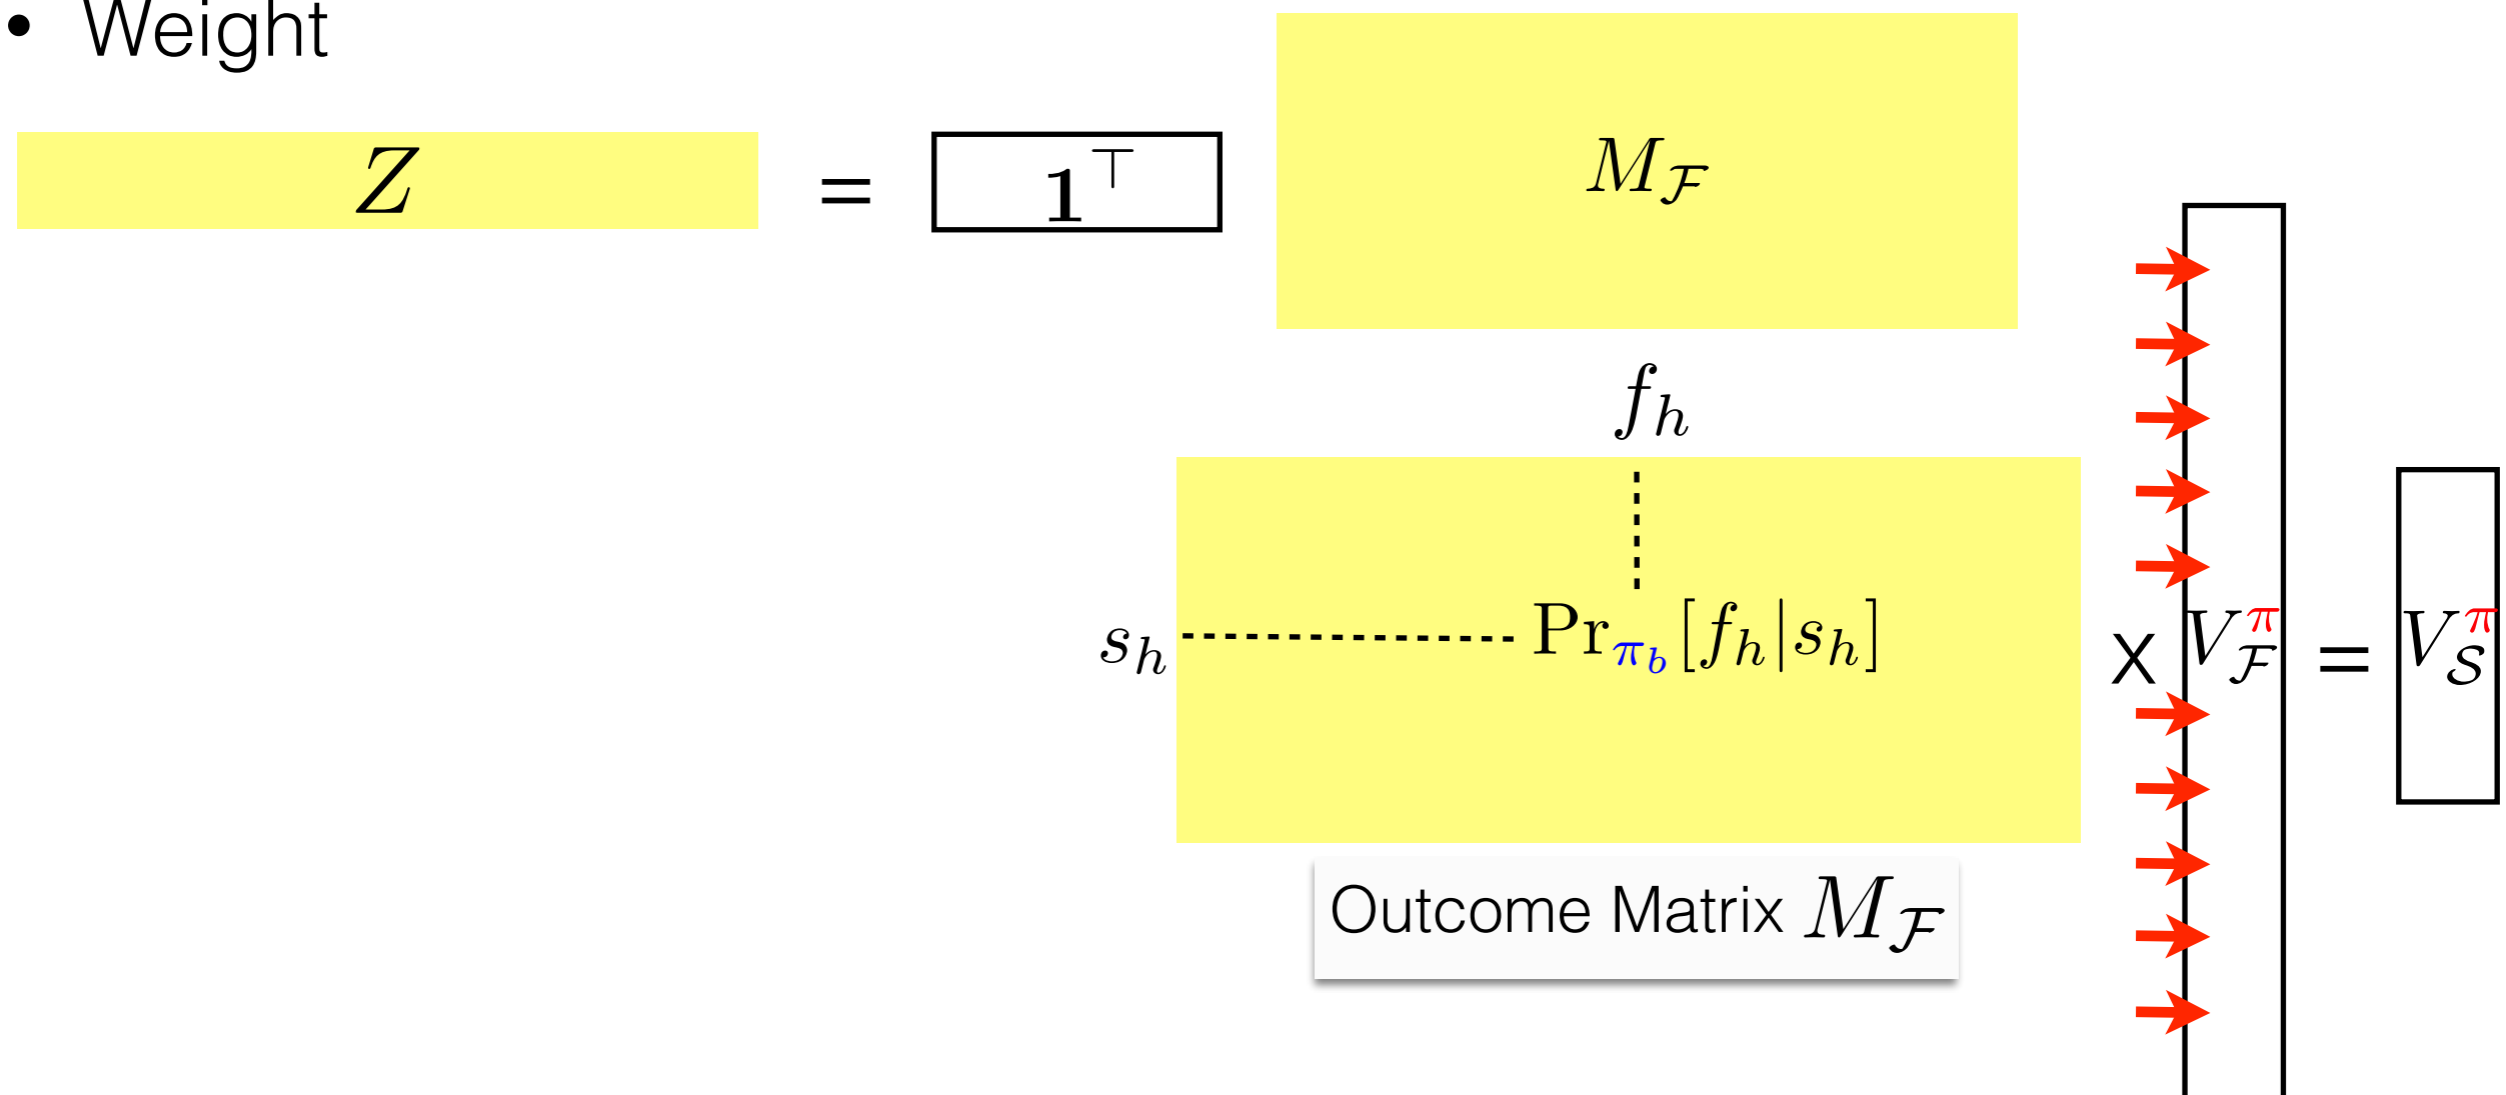 • Weight
Z = 1⊤ M_ℱ
f_h
s_h Pr_{π_b}[f_h|s_h] x V_ℱ^π = V_𝒮^π
Outcome Matrix M_ℱ